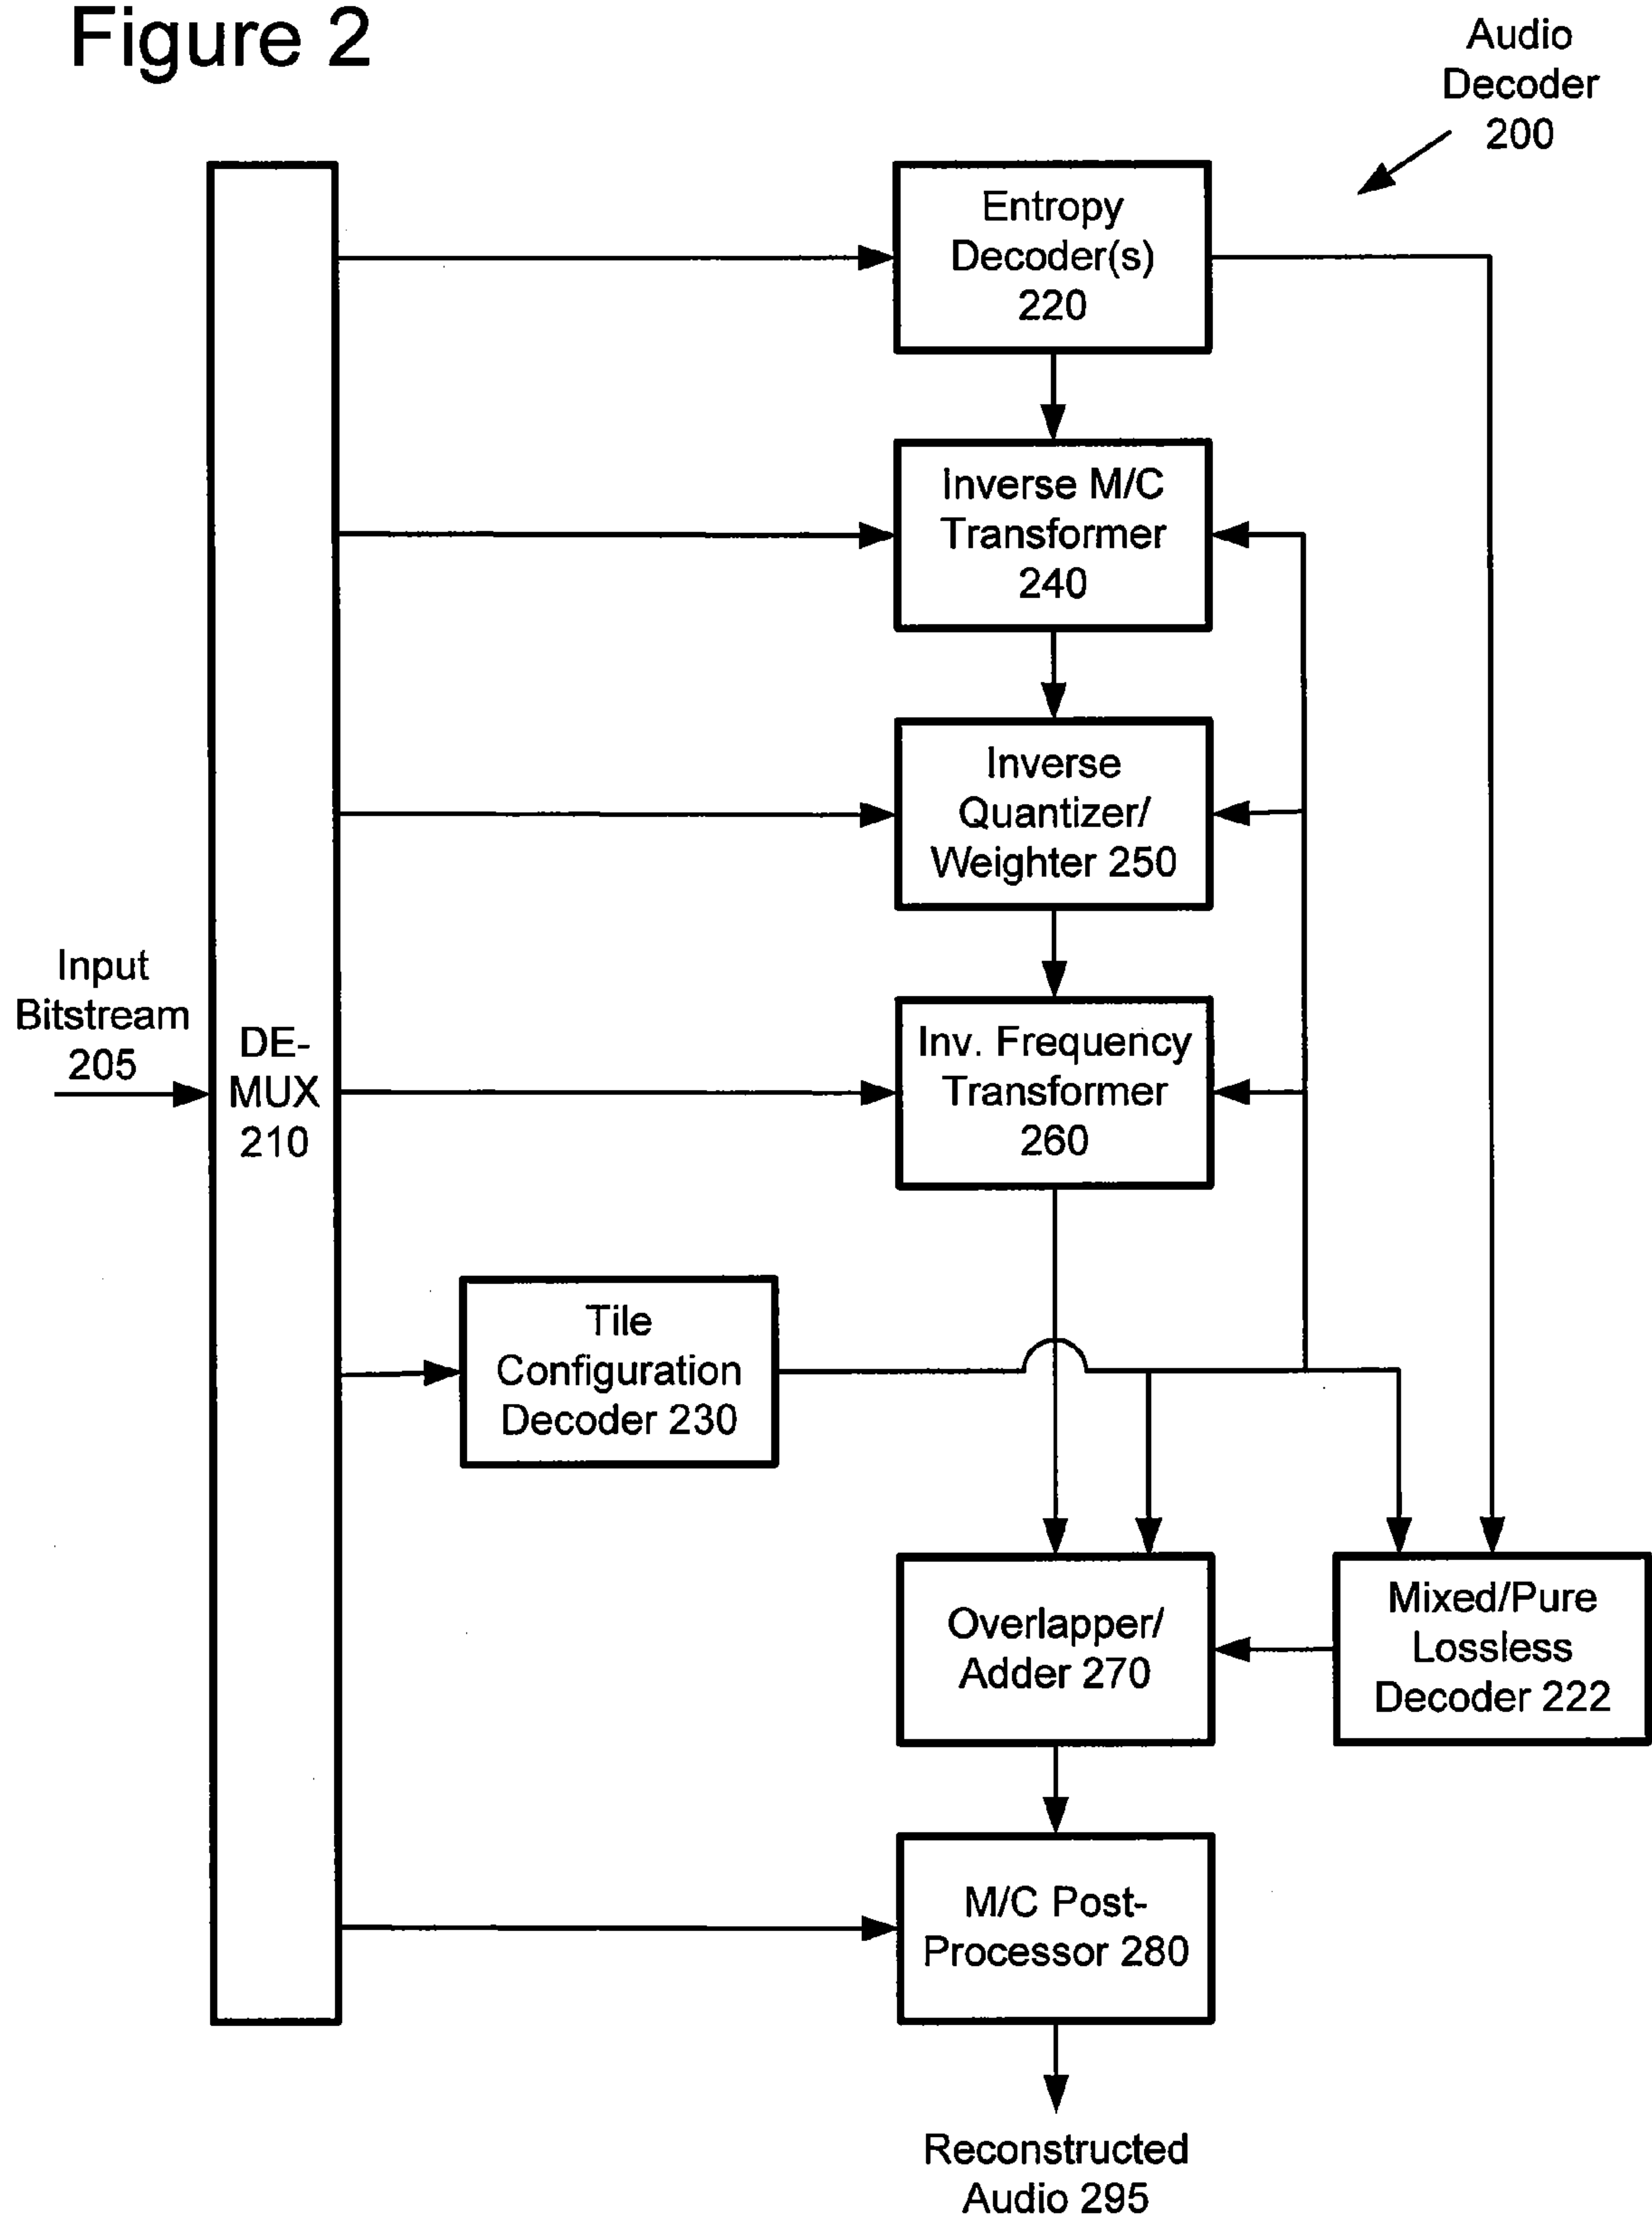 Figure 2
Audio
Decoder
200
Entropy
Decoder(s)
220
Inverse M/C
Transformer
240
Inverse
Quantizer/
Weighter 250
Input
Bitstream
205
DE-
MUX
210
Inv. Frequency
Transformer
260
Tile
Configuration
Decoder 230
Overlapper/
Adder 270
Mixed/Pure
Lossless
Decoder 222
M/C Post-
Processor 280
Reconstructed
Audio 295